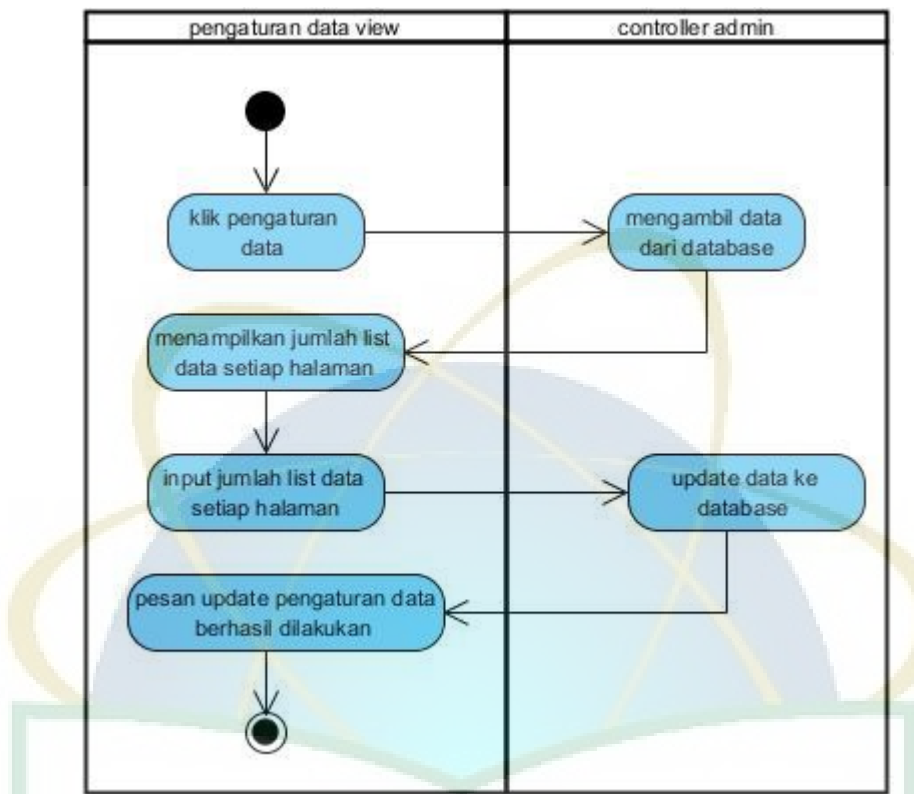 pengaturan data view
controller admin
klik pengaturan
data
mengambil data
dari database
menampilkan jumlah list
data setiap halaman
input jumlah list data
setiap halaman
update data ke
database
pesan update pengaturan data
berhasil dilakukan